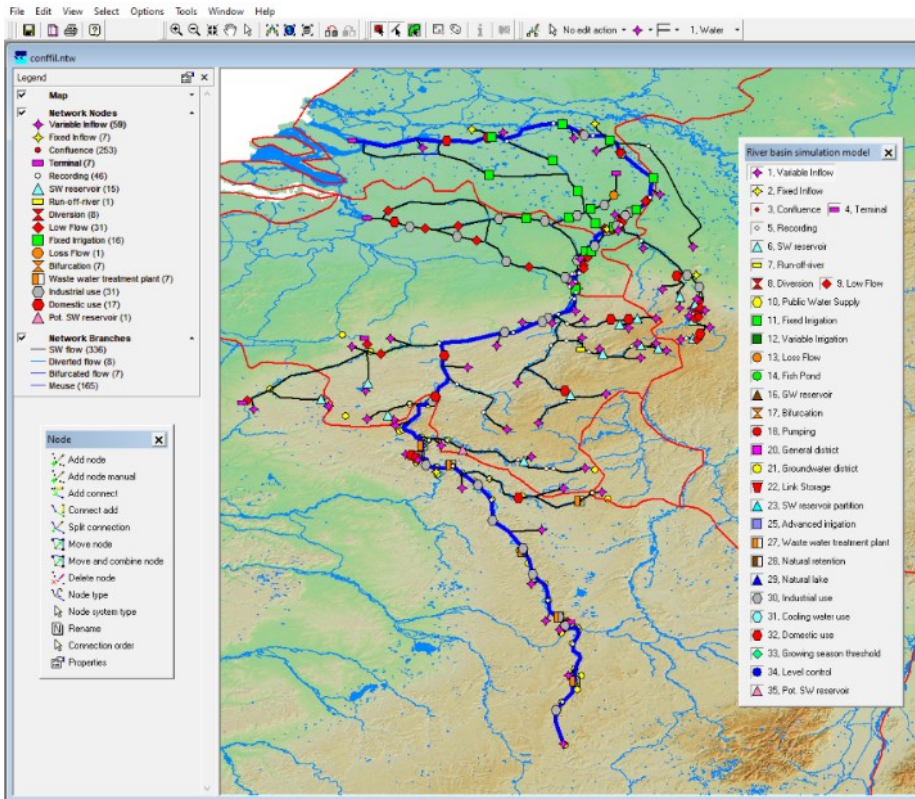 File Edit View Select Options Tools Window Help
No edit action
1. Water
conffil.ntw
Legend
Map
Network Nodes
Variable Inflow (59)
Fixed Inflow (7)
Confluence (253)
Terminal (7)
Recording (46)
SW reservoir (15)
Run-off-river (1)
Diversion (8)
Low Flow (31)
Fixed Irrigation (16)
Loss Flow (1)
Bifurcation (7)
Waste water treatment plant (7)
Industrial use (31)
Domestic use (17)
Pot. SW reservoir (1)
Network Branches
SW flow (336)
Diverted flow (8)
Bifurcated flow (7)
Meuse (165)
Node
Add node
Add node manual
Add connect
Connect add
Split connection
Move node
Move and combine node
Delete node
Node type
Node system type
Rename
Connection order
Properties
River basin simulation model
1. Variable Inflow
2. Fixed Inflow
3. Confluence 4. Terminal
5. Recording
6. SW reservoir
7. Run-off-river
8. Diversion 9. Low Flow
10. Public Water Supply
11. Fixed Irrigation
12. Variable Irrigation
13. Loss Flow
14. Fish Pond
16. GW reservoir
17. Bifurcation
18. Pumping
20. General district
21. Groundwater district
22. Link Storage
23. SW reservoir partition
25. Advanced irrigation
27. Waste water treatment plant
28. Natural retention
29. Natural lake
30. Industrial use
31. Cooling water use
32. Domestic use
33. Growing season threshold
34. Level control
35. Pot. SW reservoir